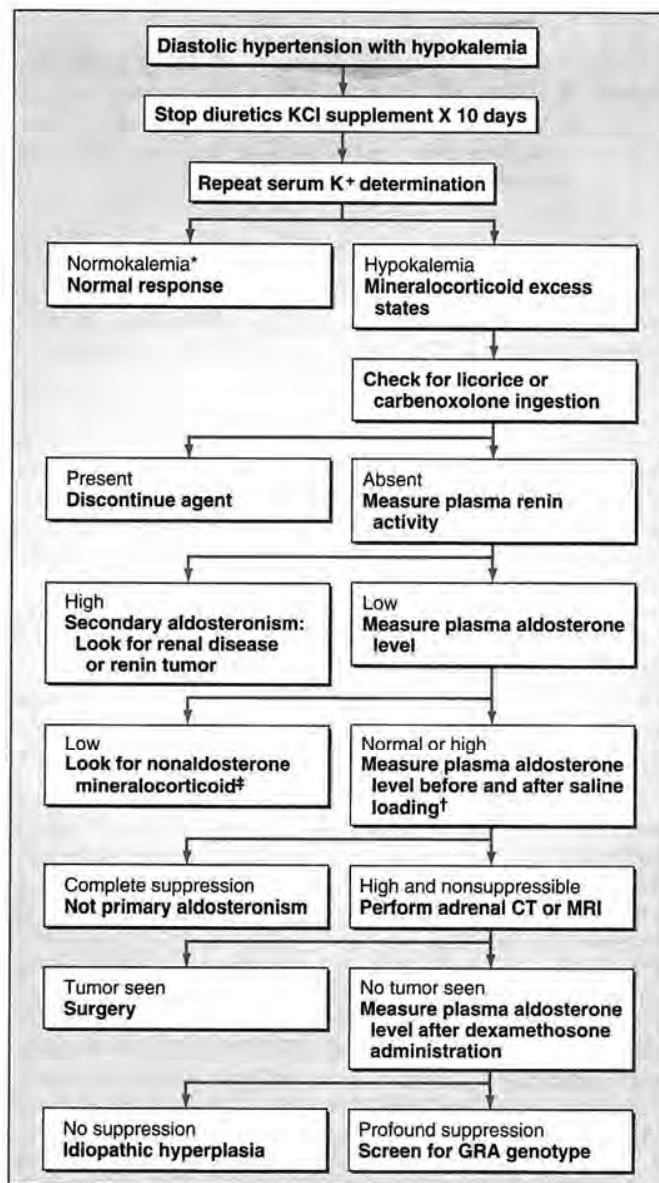 Diastolic hypertension with hypokalemia
Stop diuretics KCl supplement X 10 days
Repeat serum K+ determination
Normokalemia*
Normal response
Hypokalemia
Mineralocorticoid excess
states
Check for licorice or
carbenoxolone ingestion
Present
Discontinue agent
Absent
Measure plasma renin
activity
High
Secondary aldosteronism:
Look for renal disease
or renin tumor
Low
Measure plasma aldosterone
level
Low
Look for nonaldosterone
mineralocorticoid‡
Normal or high
Measure plasma aldosterone
level before and after saline
loading†
Complete suppression
Not primary aldosteronism
High and nonsuppressible
Perform adrenal CT or MRI
Tumor seen
Surgery
No tumor seen
Measure plasma aldosterone
level after dexamethosone
administration
No suppression
Idiopathic hyperplasia
Profound suppression
Screen for GRA genotype